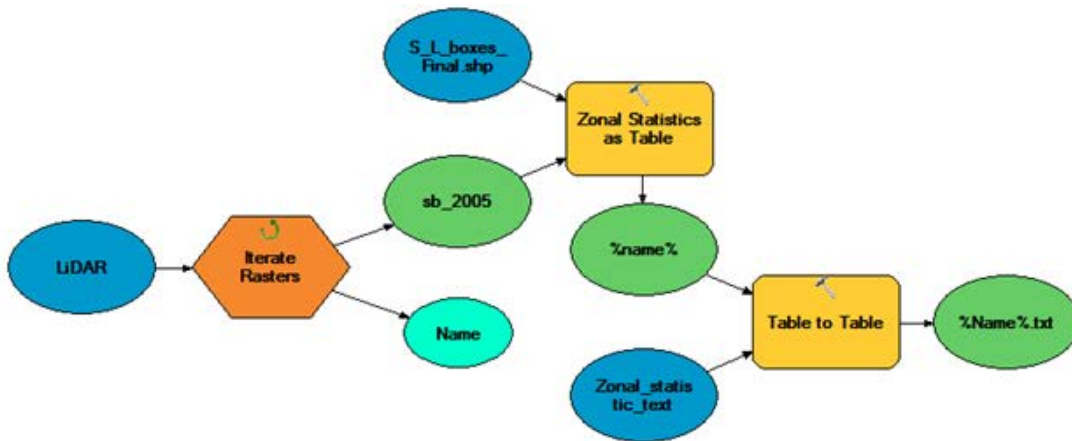 S_L_boxes_
Final.shp
Zonal Statistics
as Table
sb_2005
LiDAR
Iterate
Rasters
%name%
Name
Table to Table
%Name%.txt
Zonal_statis
tic_text